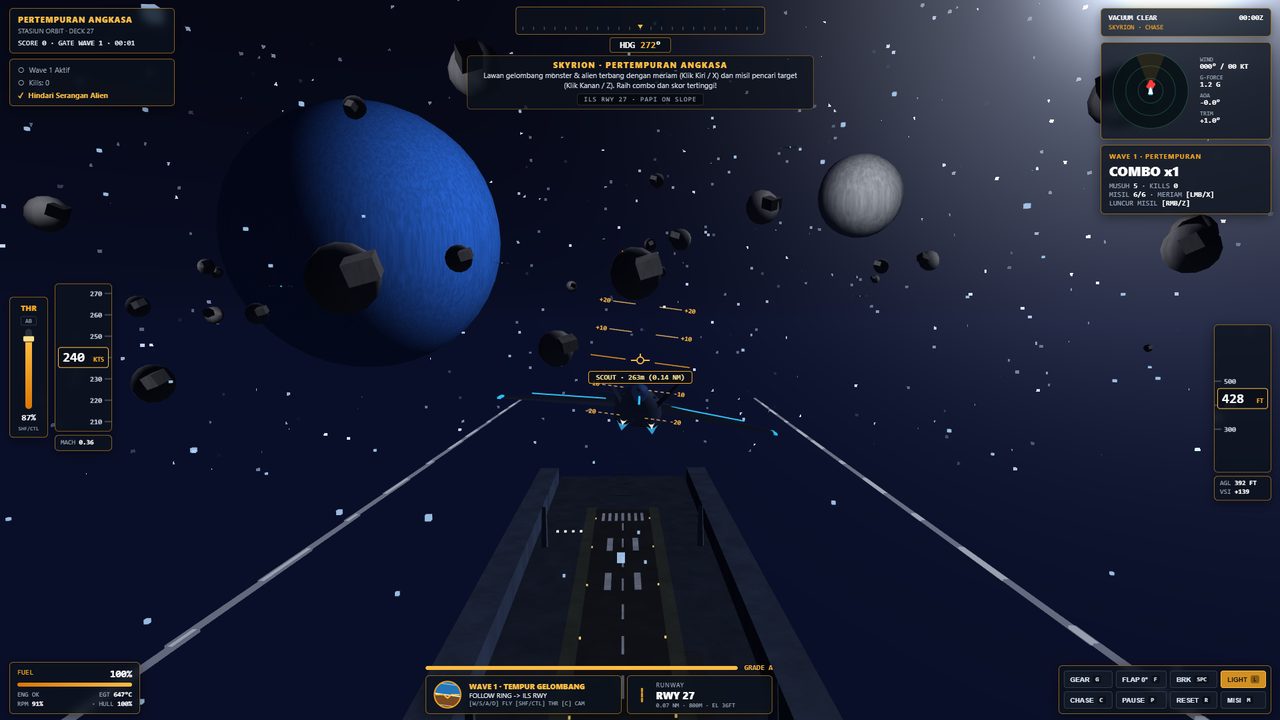 PERTEMPURAN ANGKASA
STASIUN ORBIT · DECK 27
SCORE 0 · GATE WAVE 1 · 00:01
Wave 1 Aktif
Kills: 0
✓ Hindari Serangan Alien
HDG 272°
SKYRION · PERTEMPURAN ANGKASA
Lawan gelombang monster & alien terbang dengan meriam (Klik Kiri / X) dan misil pencari target
(Klik Kanan / Z). Raih combo dan skor tertinggi!
ILS RWY 27 · PAPI ON SLOPE
VACUUM CLEAR 00:00Z
SKYRION · CHASE
WIND
000° / 00 KT
G-FORCE
1.2 G
AOA
-0.0°
TRIM
+1.0°
WAVE 1 · PERTEMPURAN
COMBO x1
MUSUH 5 · KILLS 0
MISIL 6/6 · MERIAM [LMB/X]
LUNCUR MISIL [RMB/Z]
THR
AB
87%
SHF/CTL
270
260
250
240 KTS
230
220
210
MACH 0.36
+20 +20
+10 +10
SCOUT · 263m (0.14 NM)
-10 -10
-20 -20
500
428 FT
300
AGL 392 FT
VSI +139
FUEL 100%
ENG OK EGT 647°C
RPM 91% · HULL 100%
GRADE A
WAVE 1 · TEMPUR GELOMBANG
FOLLOW RING -> ILS RWY
[W/S/A/D] FLY [SHF/CTL] THR [C] CAM
RUNWAY
RWY 27
0.07 NM · 800M · EL 36FT
GEAR G FLAP 0° F BRK SPC LIGHT L
CHASE C PAUSE P RESET R MISI M